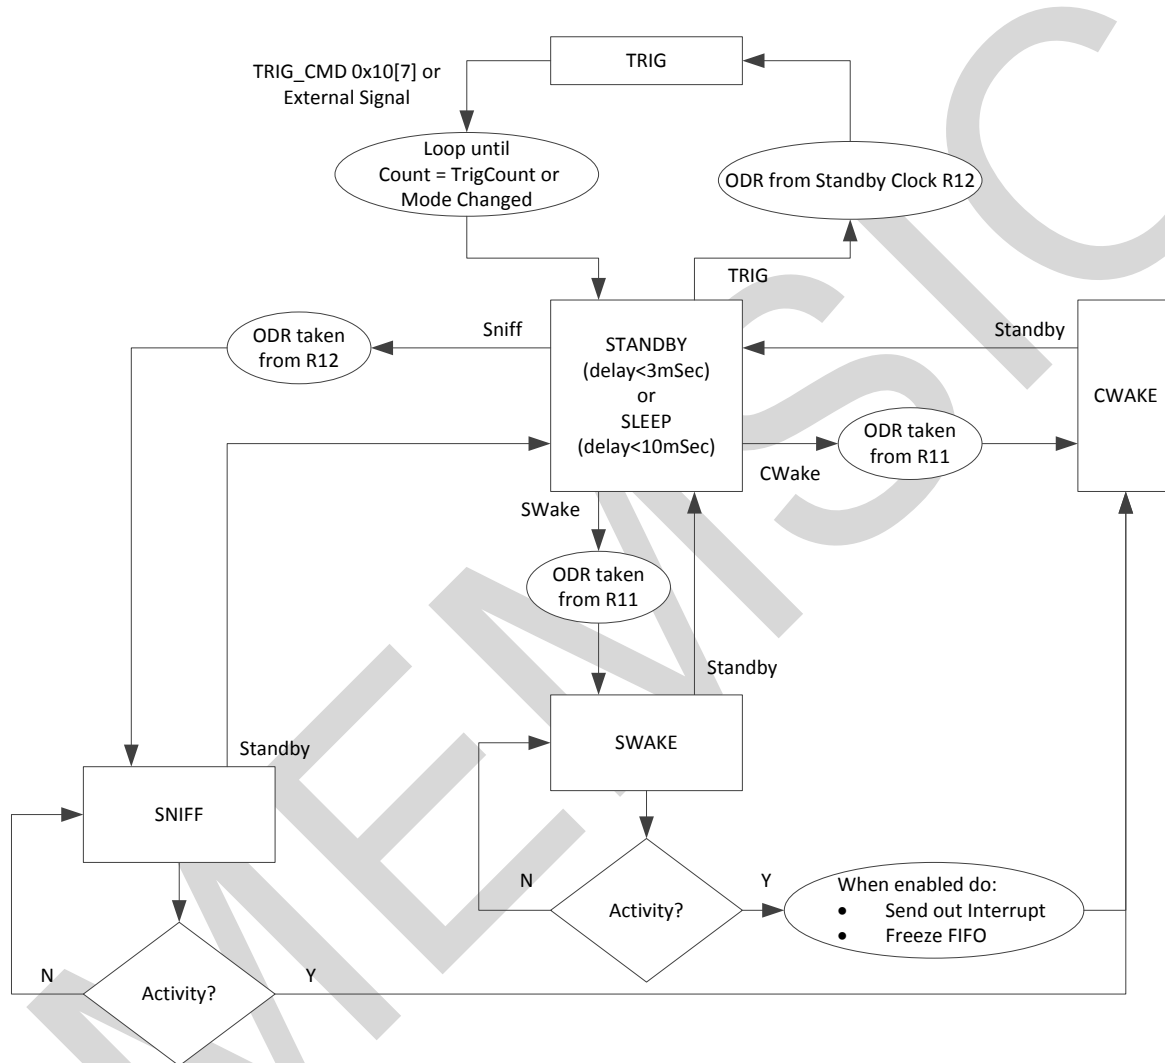 TRIG
TRIG_CMD 0x10[7] or
External Signal
Loop until
Count = TrigCount or
Mode Changed
ODR from Standby Clock R12
TRIG
Sniff
ODR taken
from R12
STANDBY
(delay<3mSec)
or
SLEEP
(delay<10mSec)
Standby
CWAKE
ODR taken
from R11
CWake
SWake
ODR taken
from R11
Standby
SWAKE
Standby
SNIFF
N
Activity?
Y
When enabled do:
• Send out Interrupt
• Freeze FIFO
N
Activity?
Y
MEMSIC